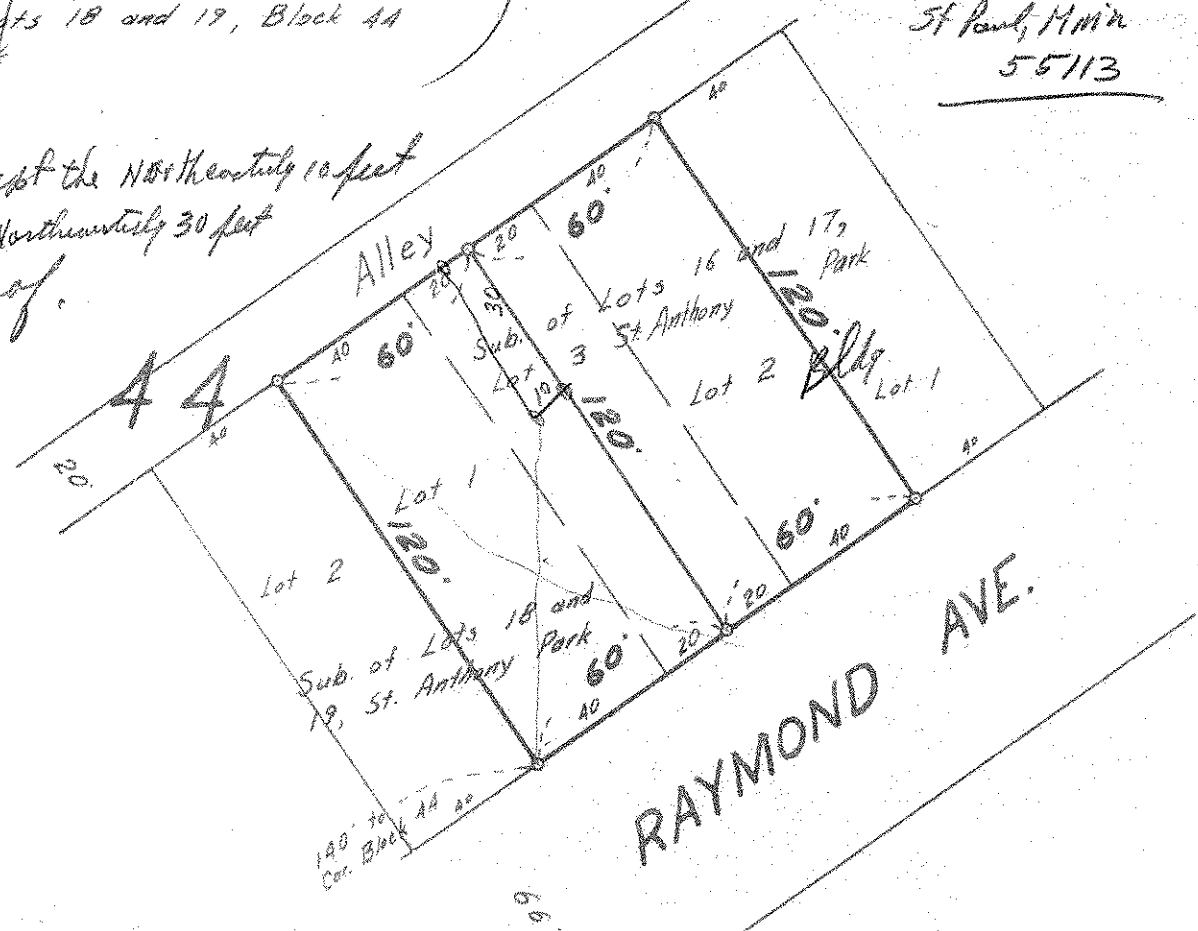 ts 18 and 19, Block 44
St Paul, Minn
55113
the Northeasterly 10 feet
Northwesterly 30 feet
of.
Alley
44
20'
40
40
60'
20
20
40
60'
40
30
10
Sub. of Lots 16 and 17,
St. Anthony Park
Lot 3
Lot 2
Bldg.
Lot 1
120'
120'
120'
Lot 1
Lot 2
Sub. of Lots 18 and
19, St. Anthony Park
60'
40
20
20
60'
40
40
40
140' to
Cor. Block 44
RAYMOND AVE.
66